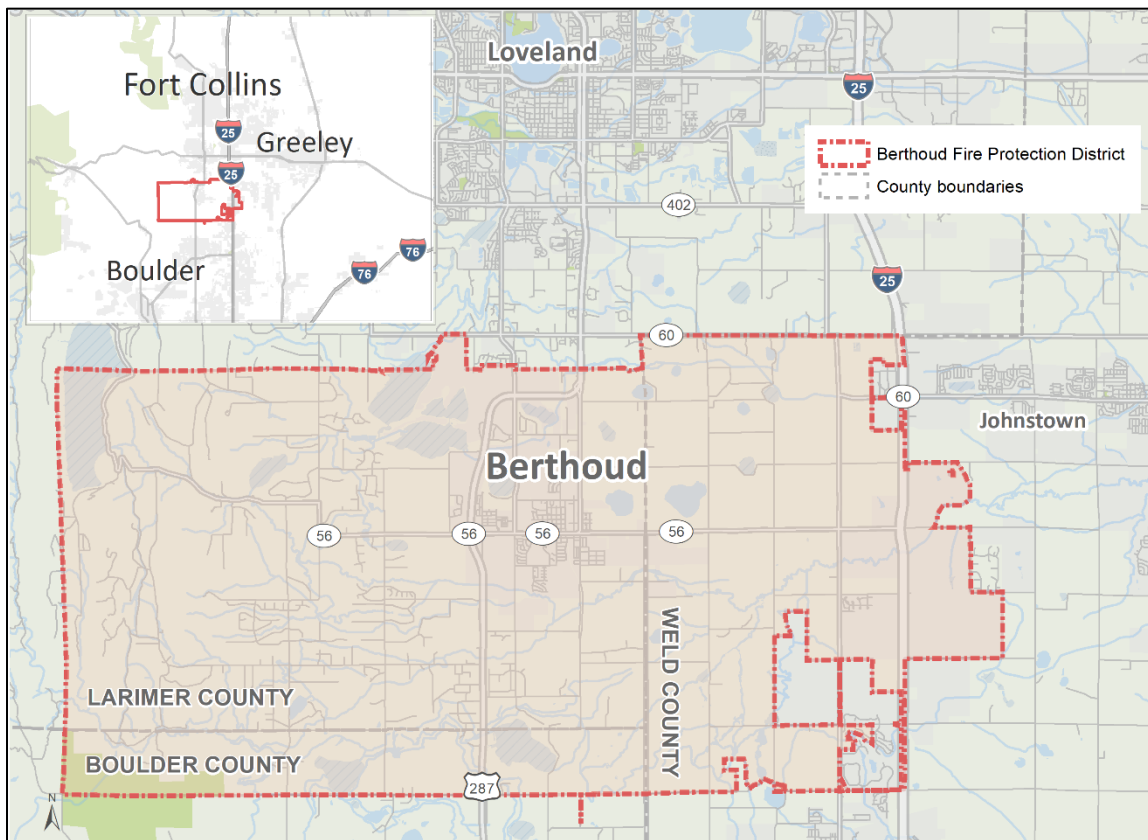 Fort Collins
25
Greeley
25
Boulder
76
76
Loveland
25
Berthoud Fire Protection District
County boundaries
402
25
60
60
Johnstown
Berthoud
56
56
56
56
WELD COUNTY
LARIMER COUNTY
BOULDER COUNTY
287
N